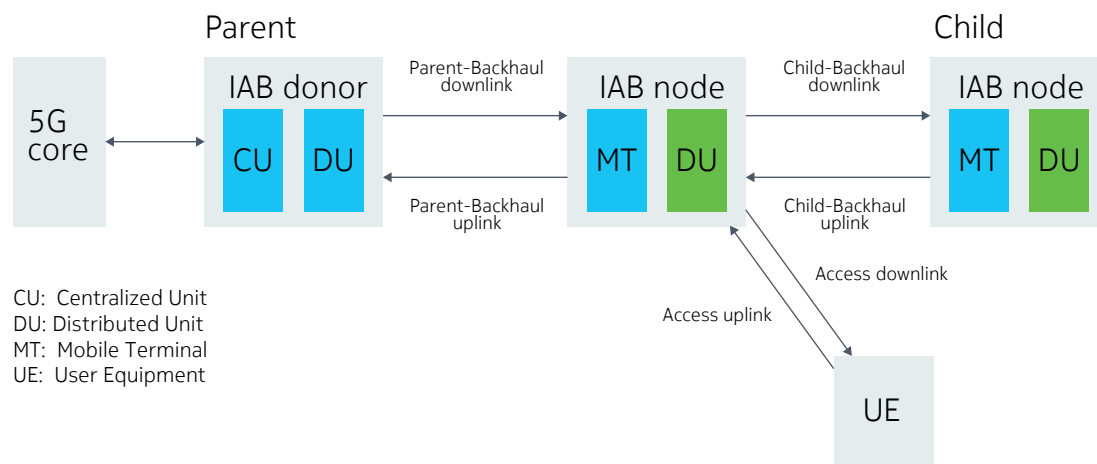 Parent
Child
5G
core
IAB donor
CU
DU
Parent-Backhaul
downlink
Parent-Backhaul
uplink
IAB node
MT
DU
Child-Backhaul
downlink
Child-Backhaul
uplink
IAB node
MT
DU
Access downlink
Access uplink
UE
CU: Centralized Unit
DU: Distributed Unit
MT: Mobile Terminal
UE: User Equipment